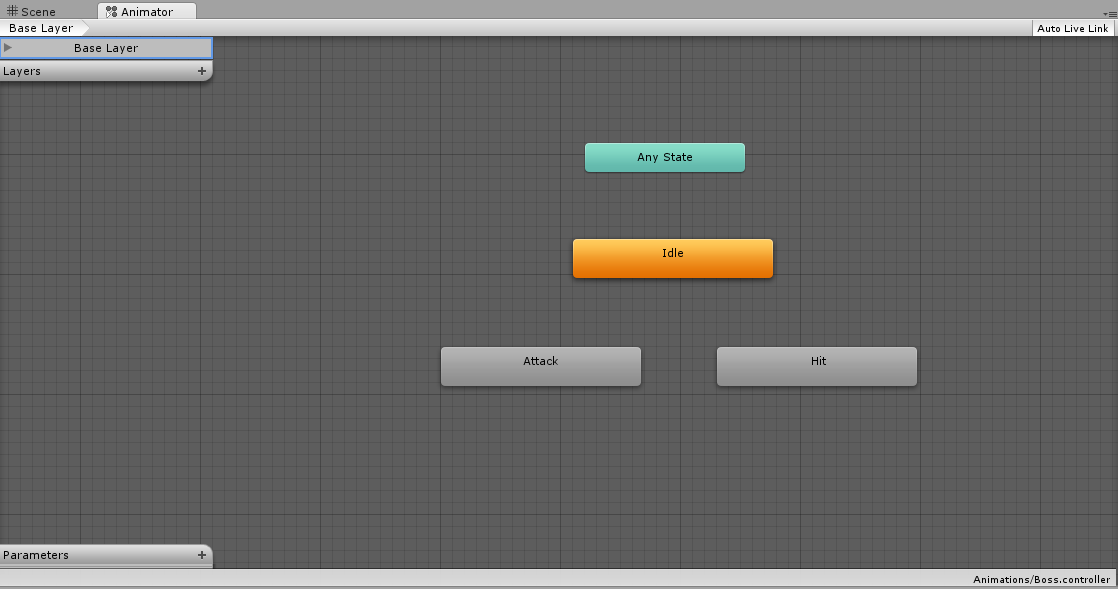 Scene
Animator
Base Layer
Auto Live Link
Base Layer
Layers
Any State
Idle
Attack
Hit
Parameters
Animations/Boss.controller